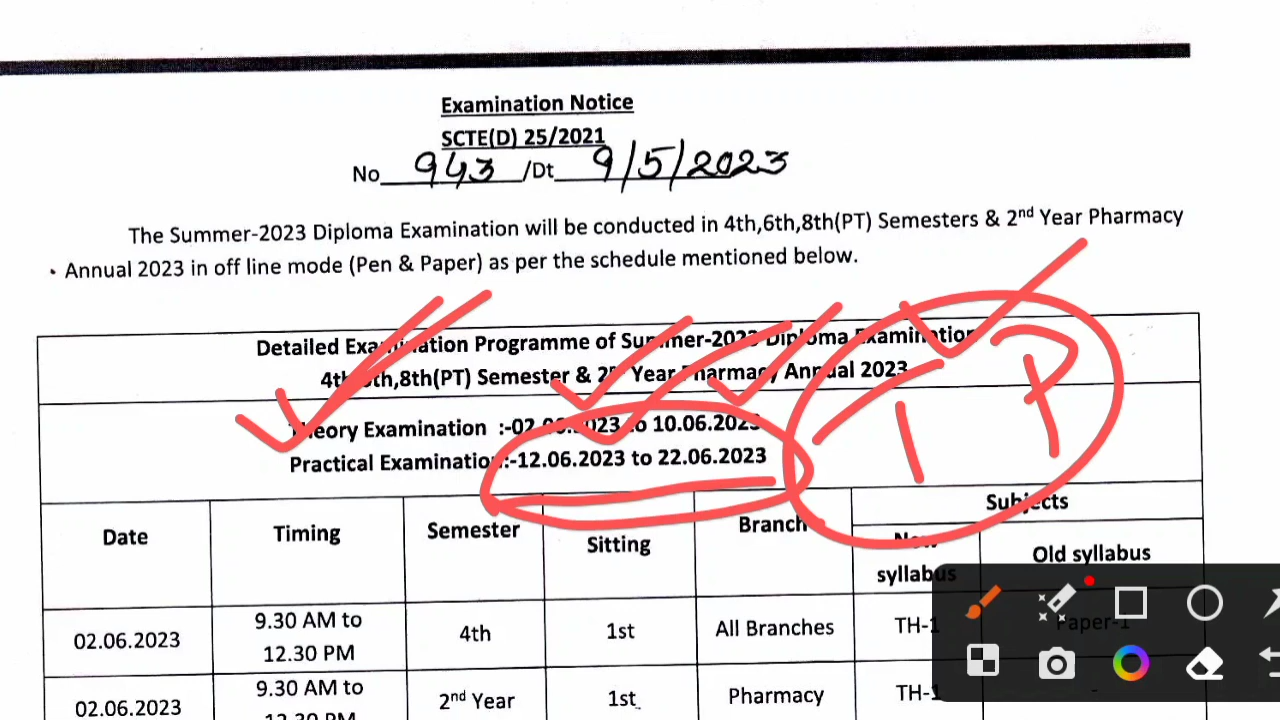 Examination Notice
SCTE(D) 25/2021
No 943 /Dt 9/5/2023
The Summer-2023 Diploma Examination will be conducted in 4th,6th,8th(PT) Semesters & 2nd Year Pharmacy
Annual 2023 in off line mode (Pen & Paper) as per the schedule mentioned below.
Detailed Examination Programme of Summer-2023 Diploma Examination
4th,6th,8th(PT) Semester & 2nd Year Pharmacy Annual 2023
T P
Theory Examination :-02.06.2023 to 10.06.2023
Practical Examination:-12.06.2023 to 22.06.2023
Date Timing Semester Sitting Branch Subjects
New syllabus Old syllabus
02.06.2023 9.30 AM to 12.30 PM 4th 1st All Branches TH-1 Paper-1
02.06.2023 9.30 AM to 12.30 PM 2nd Year 1st Pharmacy TH-1 -